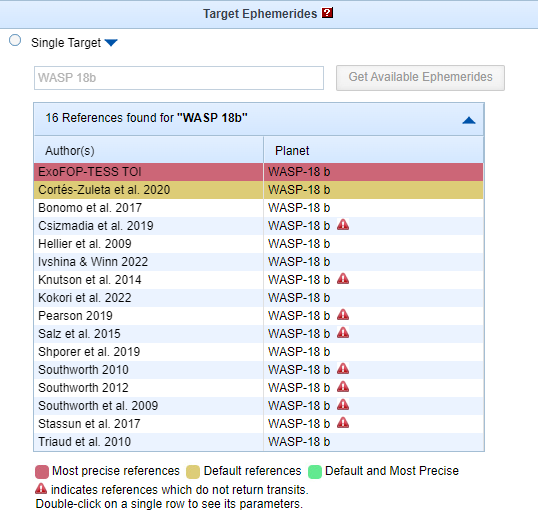 Target Ephemerides ?
Single Target
WASP 18b
Get Available Ephemerides
16 References found for "WASP 18b"
Author(s) Planet
ExoFOP-TESS TOI WASP-18 b
Cortés-Zuleta et al. 2020 WASP-18 b
Bonomo et al. 2017 WASP-18 b
Csizmadia et al. 2019 WASP-18 b
Hellier et al. 2009 WASP-18 b
Ivshina & Winn 2022 WASP-18 b
Knutson et al. 2014 WASP-18 b
Kokori et al. 2022 WASP-18 b
Pearson 2019 WASP-18 b
Salz et al. 2015 WASP-18 b
Shporer et al. 2019 WASP-18 b
Southworth 2010 WASP-18 b
Southworth 2012 WASP-18 b
Southworth et al. 2009 WASP-18 b
Stassun et al. 2017 WASP-18 b
Triaud et al. 2010 WASP-18 b
Most precise references Default references Default and Most Precise
indicates references which do not return transits.
Double-click on a single row to see its parameters.